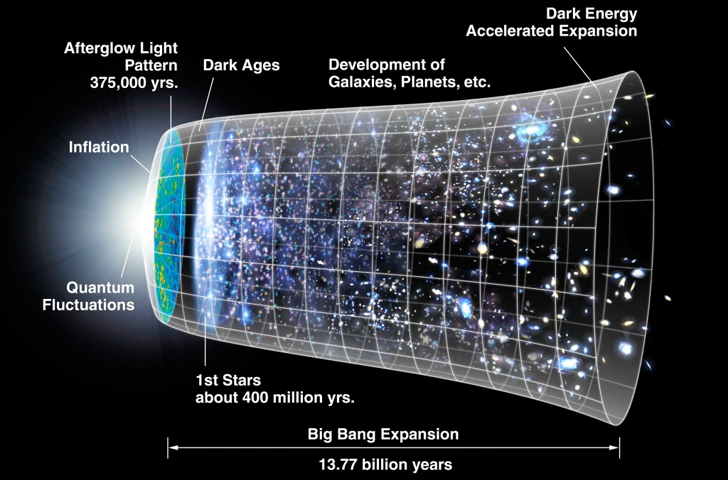 Dark Energy
Accelerated Expansion
Afterglow Light
Pattern
375,000 yrs.
Dark Ages
Development of
Galaxies, Planets, etc.
Inflation
Quantum
Fluctuations
1st Stars
about 400 million yrs.
Big Bang Expansion
13.77 billion years